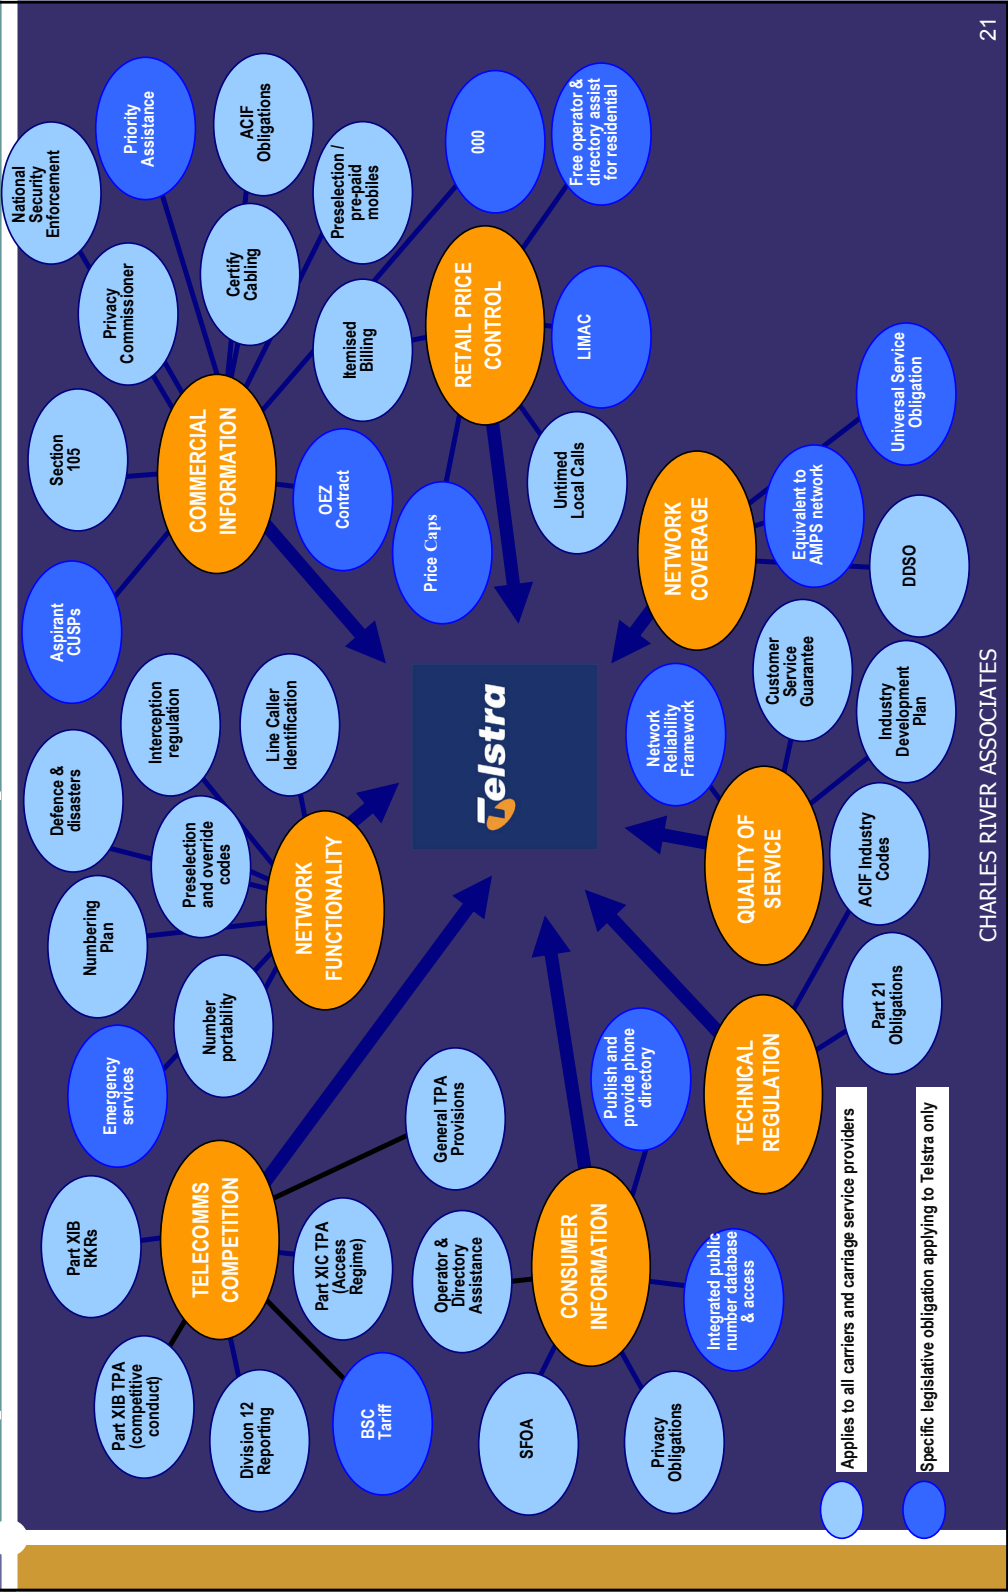 Part XIB TPA
(competitive
conduct)
Part XIB
RKRs
Division 12
Reporting
TELECOMMS
COMPETITION
BSC
Tariff
Part XIC TPA
(Access
Regime)
General TPA
Provisions
Emergency
services
Numbering
Plan
Defence &
disasters
Number
portability
Preselection
and override
codes
Interception
regulation
Line Caller
Identification
NETWORK
FUNCTIONALITY
Aspirant
CUSPs
Section
105
Privacy
Commissioner
National
Security
Enforcement
Priority
Assistance
Certify
Cabling
ACIF
Obligations
COMMERCIAL
INFORMATION
OEZ
Contract
Itemised
Billing
Preselection /
pre-paid
mobiles
Price Caps
RETAIL PRICE
CONTROL
000
Untimed
Local Calls
LIMAC
Free operator &
directory assist
for residential
Telstra
SFOA
Operator &
Directory
Assistance
CONSUMER
INFORMATION
Privacy
Obligations
Integrated public
number database
& access
Publish and
provide phone
directory
TECHNICAL
REGULATION
Part 21
Obligations
ACIF Industry
Codes
QUALITY OF
SERVICE
Network
Reliability
Framework
Customer
Service
Guarantee
Industry
Development
Plan
NETWORK
COVERAGE
Equivalent to
AMPS network
Universal Service
Obligation
DDSO
Applies to all carriers and carriage service providers
Specific legislative obligation applying to Telstra only
CHARLES RIVER ASSOCIATES
21